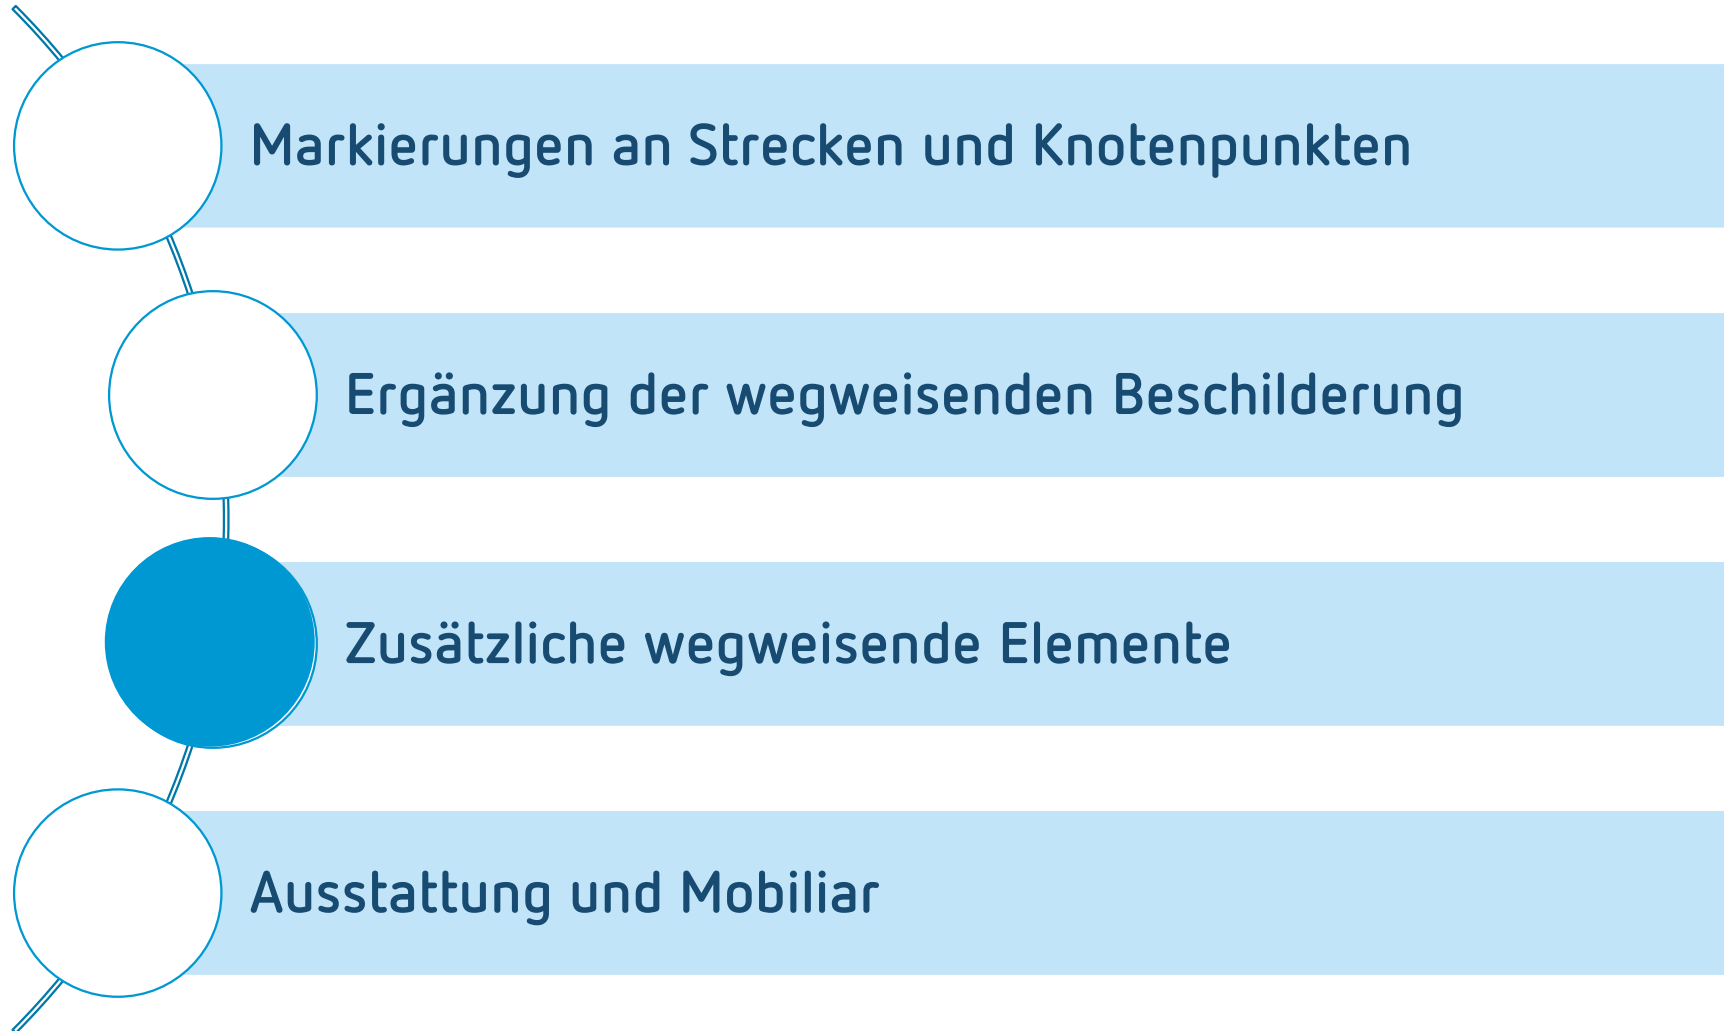 Markierungen an Strecken und Knotenpunkten
Ergänzung der wegweisenden Beschilderung
Zusätzliche wegweisende Elemente
Ausstattung und Mobiliar